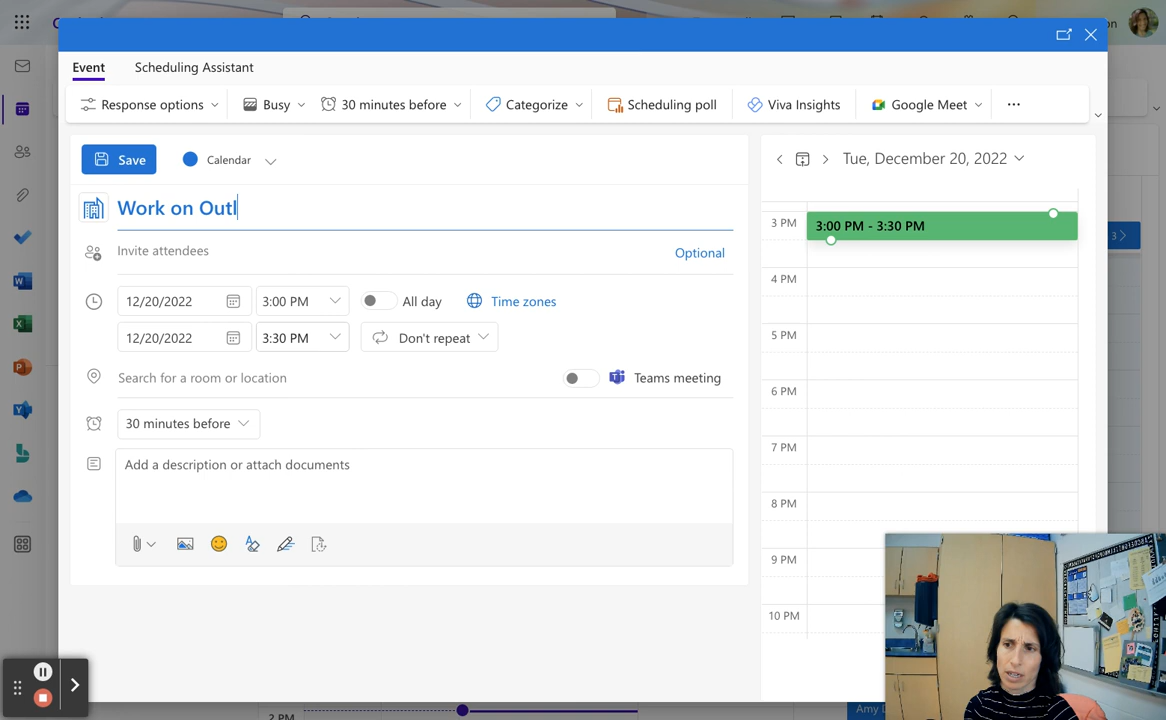 Event Scheduling Assistant
Response options Busy 30 minutes before Categorize Scheduling poll Viva Insights Google Meet ...
Save Calendar
Tue, December 20, 2022
Work on Outl
Invite attendees Optional
12/20/2022 3:00 PM All day Time zones
12/20/2022 3:30 PM Don't repeat
Search for a room or location Teams meeting
30 minutes before
Add a description or attach documents
3 PM 3:00 PM - 3:30 PM
4 PM
5 PM
6 PM
7 PM
8 PM
9 PM
10 PM
2 PM
Amy
3